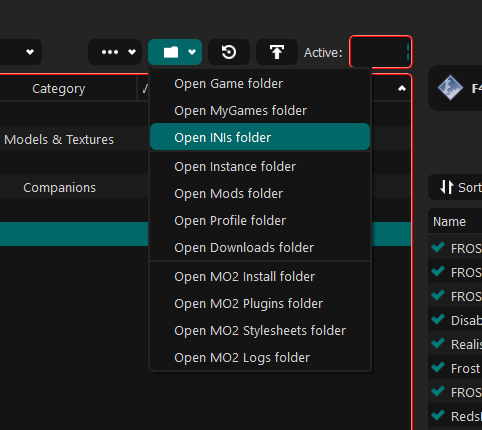 Active:
Category
Open Game folder
Open MyGames folder
Models & Textures
Open INIs folder
Open Instance folder
Companions
Open Mods folder
Sort
Open Profile folder
Name
Open Downloads folder
FROS
Open MO2 Install folder
FROS
Open MO2 Plugins folder
FROS
Open MO2 Stylesheets folder
Disab
Realis
Open MO2 Logs folder
Frost
FROS
Reds